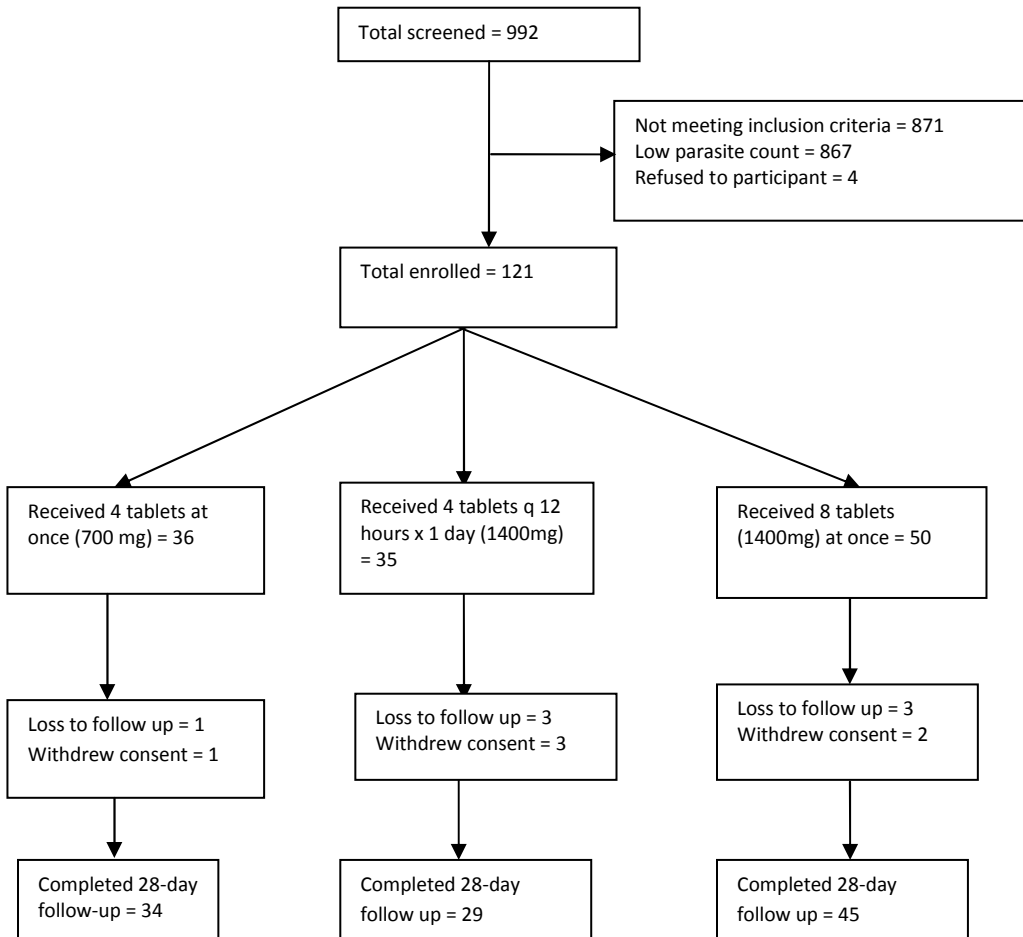 Total screened = 992
Not meeting inclusion criteria = 871
Low parasite count = 867
Refused to participant = 4
Total enrolled = 121
Received 4 tablets at
once (700 mg) = 36
Received 4 tablets q 12
hours x 1 day (1400mg)
= 35
Received 8 tablets
(1400mg) at once = 50
Loss to follow up = 1
Withdrew consent = 1
Loss to follow up = 3
Withdrew consent = 3
Loss to follow up = 3
Withdrew consent = 2
Completed 28-day
follow-up = 34
Completed 28-day
follow up = 29
Completed 28-day
follow up = 45